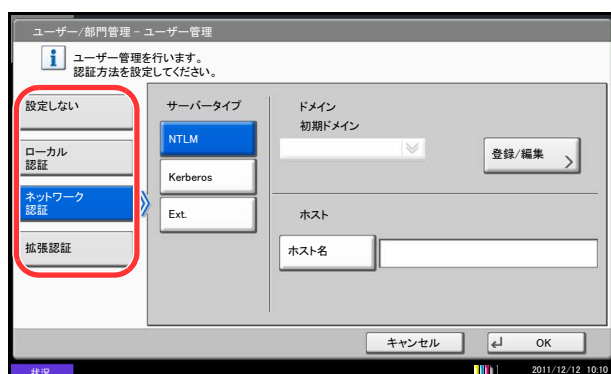 ユーザー/部門管理 - ユーザー管理
ユーザー管理を行います。
認証方法を設定してください。
設定しない
ローカル
認証
ネットワーク
認証
拡張認証
サーバータイプ
NTLM
Kerberos
Ext.
ドメイン
初期ドメイン
登録/編集
ホスト
ホスト名
キャンセル
OK
状況
2011/12/12 10:10